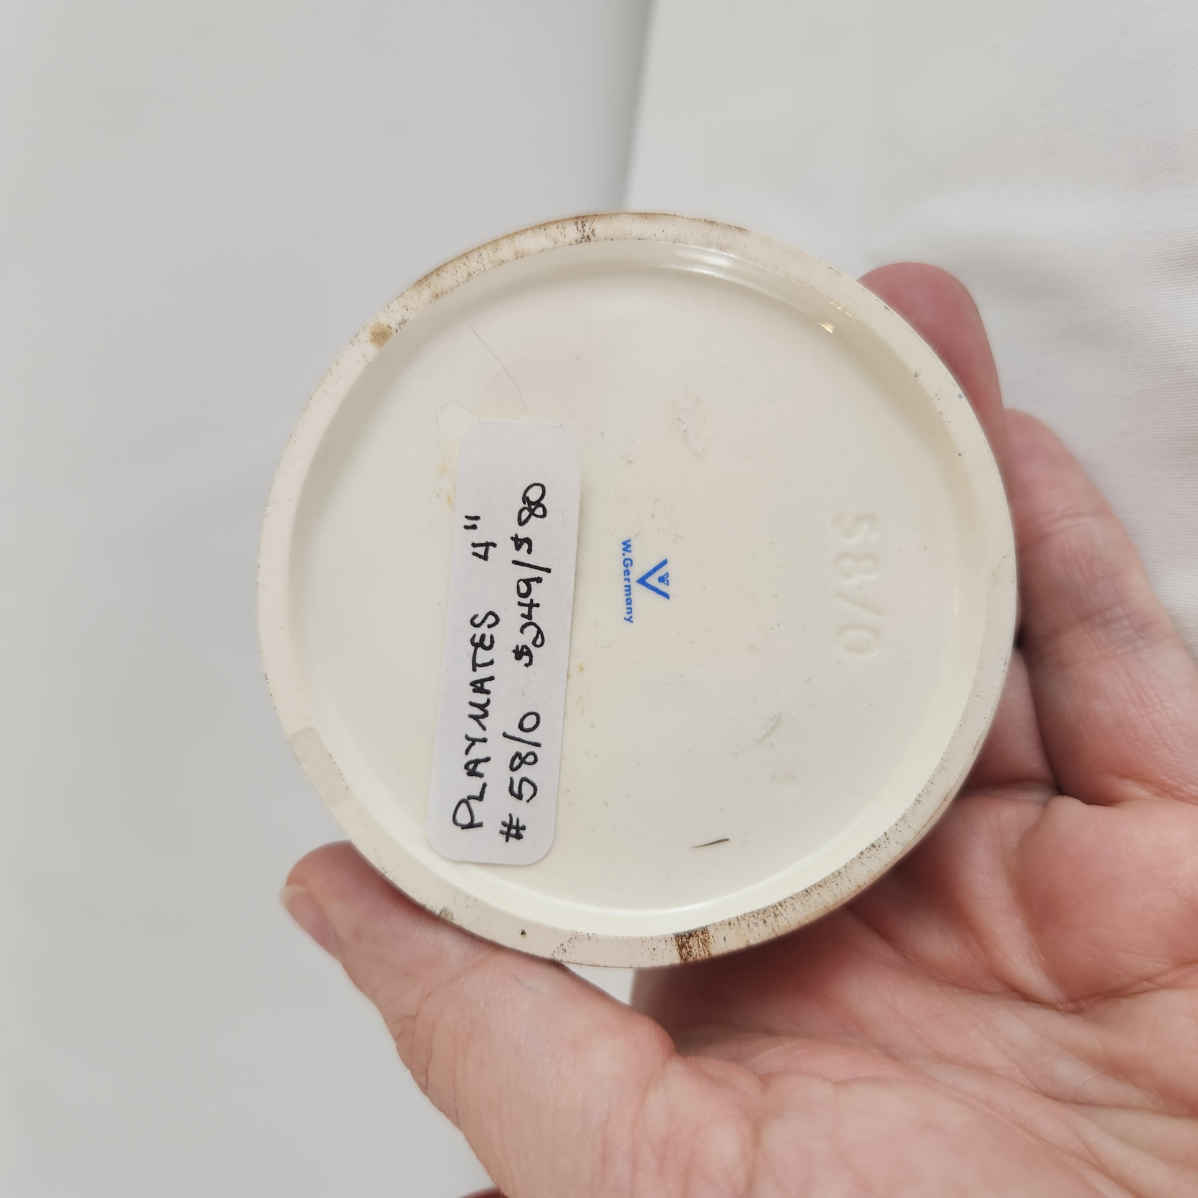 PLAYMATES 4"
# 58/0 $249/$80
W.Germany
58/0